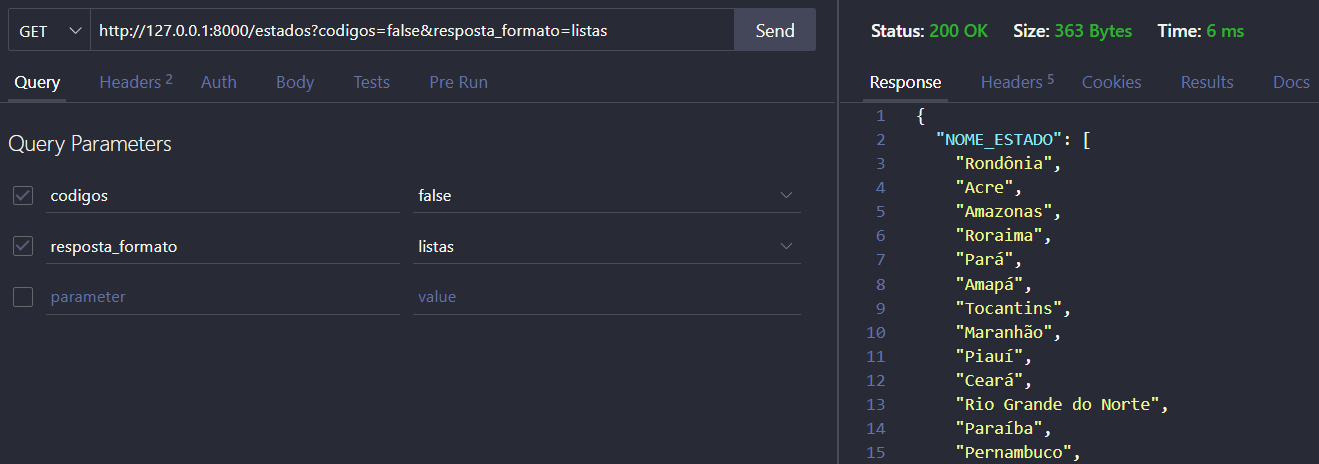 GET http://127.0.0.1:8000/estados?codigos=false&resposta_formato=listas Send
Query Headers 2 Auth Body Tests Pre Run
Query Parameters
codigos false
resposta_formato listas
parameter value
Status: 200 OK Size: 363 Bytes Time: 6 ms
Response Headers 5 Cookies Results Docs
1 {
2 "NOME_ESTADO": [
3 "Rondônia",
4 "Acre",
5 "Amazonas",
6 "Roraima",
7 "Pará",
8 "Amapá",
9 "Tocantins",
10 "Maranhão",
11 "Piauí",
12 "Ceará",
13 "Rio Grande do Norte",
14 "Paraíba",
15 "Pernambuco",